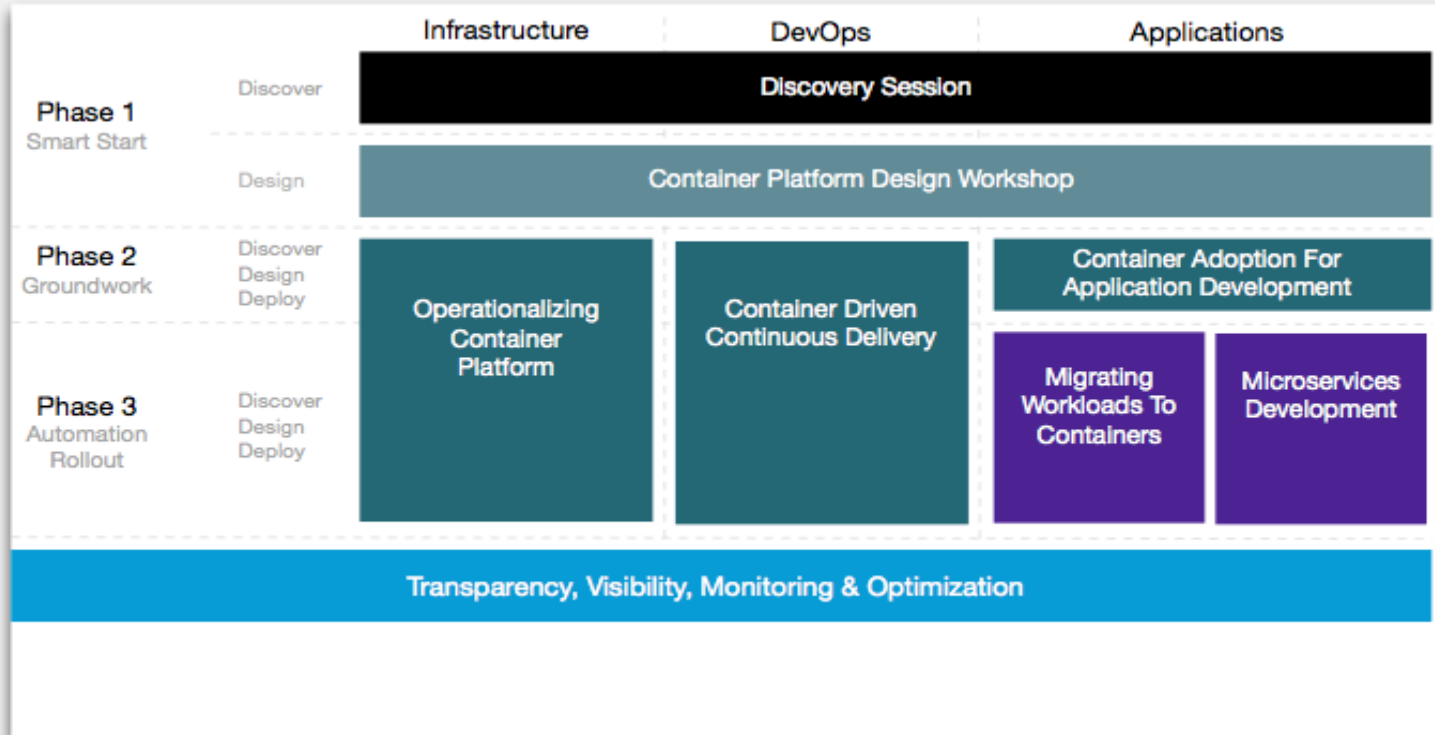 Infrastructure DevOps Applications
Discover Discovery Session
Phase 1
Smart Start
Design Container Platform Design Workshop
Phase 2
Groundwork
Discover
Design
Deploy
Operationalizing
Container
Platform
Container Driven
Continuous Delivery
Container Adoption For
Application Development
Phase 3
Automation
Rollout
Discover
Design
Deploy
Migrating
Workloads To
Containers
Microservices
Development
Transparency, Visibility, Monitoring & Optimization